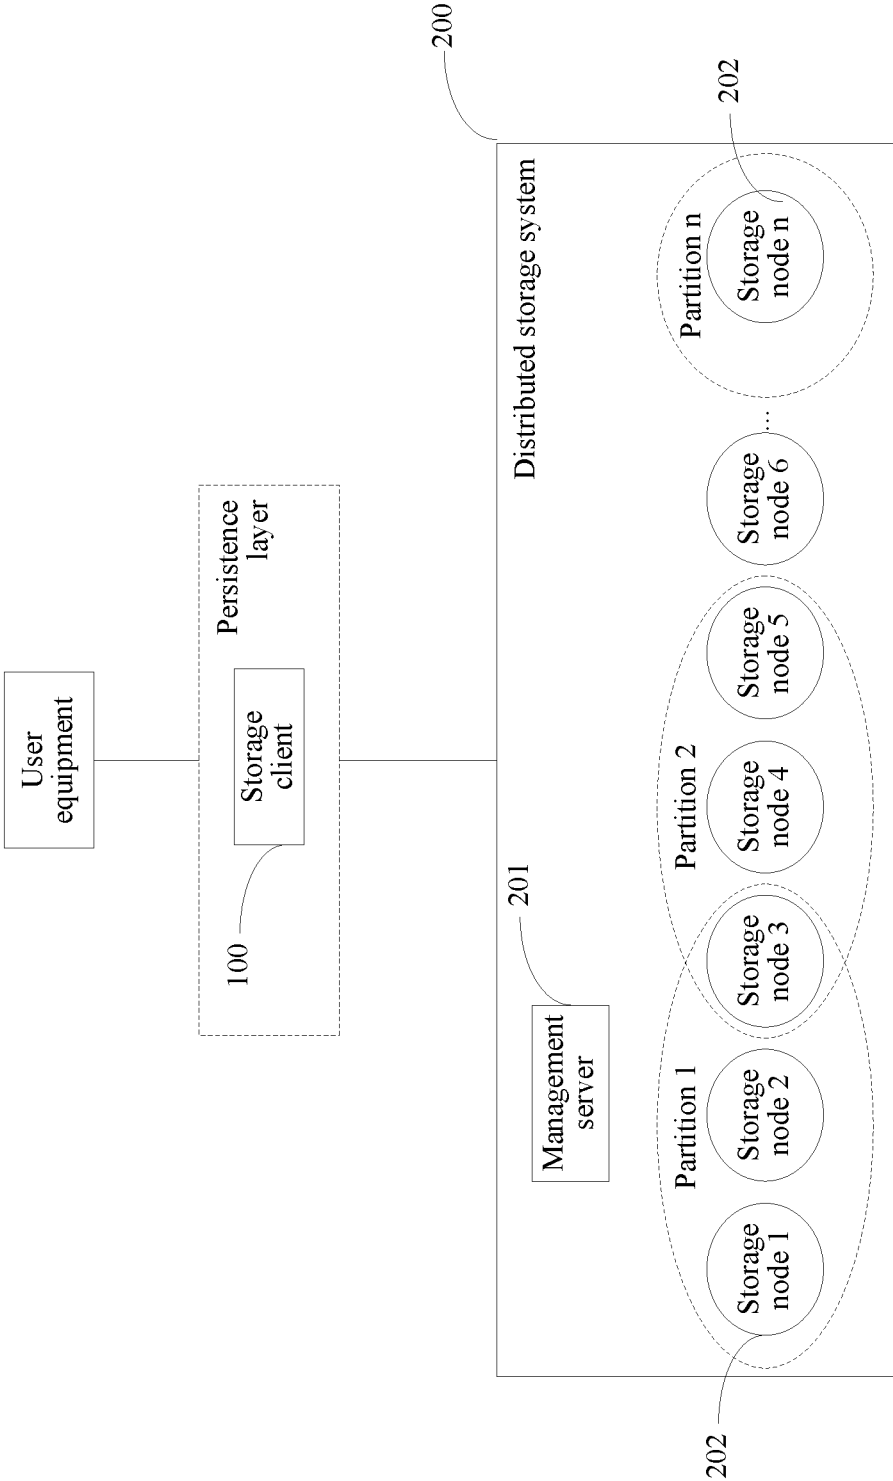 User
equipment
Persistence
layer
Storage
client
100
200
Distributed storage system
201
Management
server
Partition 1
Partition 2
Partition n
Storage
node 1
Storage
node 2
Storage
node 3
Storage
node 4
Storage
node 5
Storage
node 6
....
Storage
node n
202
202